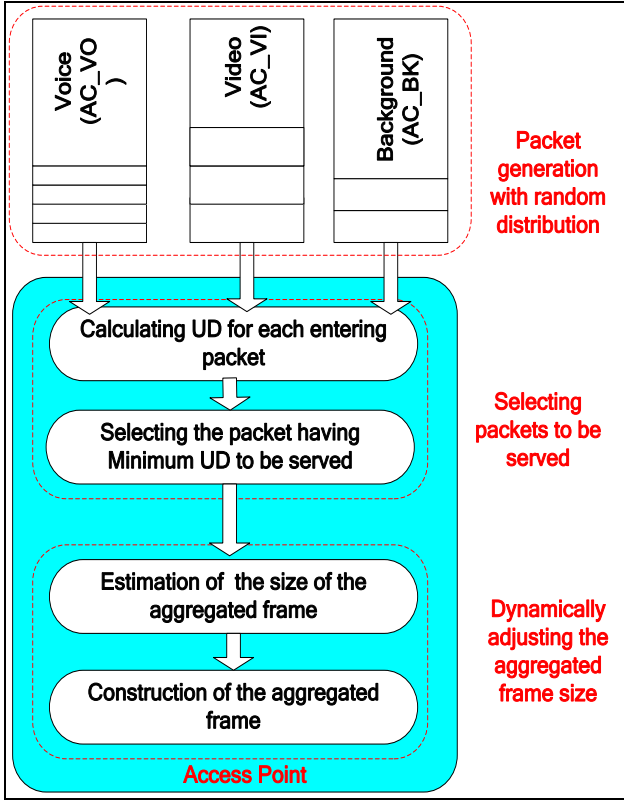 Voice
(AC_VO
)
Video
(AC_VI)
Background
(AC_BK)
Packet
generation
with random
distribution
Calculating UD for each entering
packet
Selecting the packet having
Minimum UD to be served
Selecting
packets to be
served
Estimation of the size of the
aggregated frame
Construction of the aggregated
frame
Dynamically
adjusting the
aggregated
frame size
Access Point